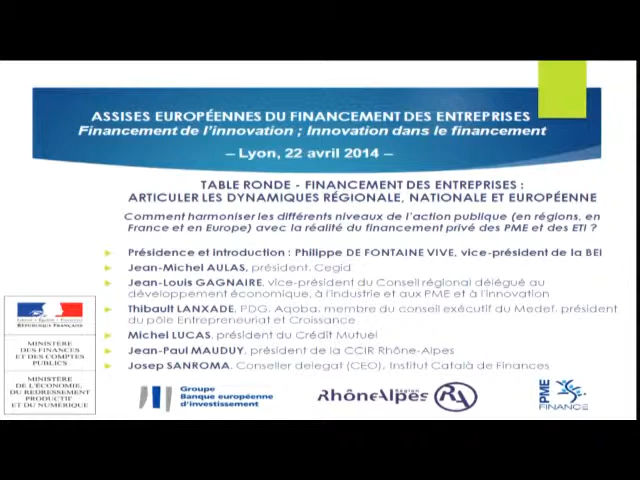 ASSISES EUROPÉENNES DU FINANCEMENT DES ENTREPRISES
Financement de l'innovation ; Innovation dans le financement
– Lyon, 22 avril 2014 –
TABLE RONDE - FINANCEMENT DES ENTREPRISES :
ARTICULER LES DYNAMIQUES RÉGIONALE, NATIONALE ET EUROPÉENNE
Comment harmoniser les différents niveaux de l'action publique (en régions, en
France et en Europe) avec la réalité du financement privé des PME et des ETI ?
Présidence et introduction : Philippe DE FONTAINE VIVE, vice-président de la BEI
Jean-Michel AULAS, président, Cegid
Jean-Louis GAGNAIRE, vice-président du Conseil régional délégué au
développement économique, à l'industrie et aux PME et à l'innovation
Thibault LANXADE, PDG, Aqoba, membre du conseil exécutif du Medef, président
du pôle Entrepreneuriat et Croissance
Michel LUCAS, président du Crédit Mutuel
Jean-Paul MAUDUY, président de la CCIR Rhône-Alpes
Josep SANROMA, Conseller delegat (CEO), Institut Català de Finances
Liberté • Égalité • Fraternité
RÉPUBLIQUE FRANÇAISE
MINISTÈRE
DES FINANCES
ET DES COMPTES
PUBLICS
MINISTÈRE
DE L'ÉCONOMIE,
DU REDRESSEMENT
PRODUCTIF
ET DU NUMÉRIQUE
Groupe
Banque européenne
d'investissement
Région
RhôneAlpes
RA
PME
FINANCE